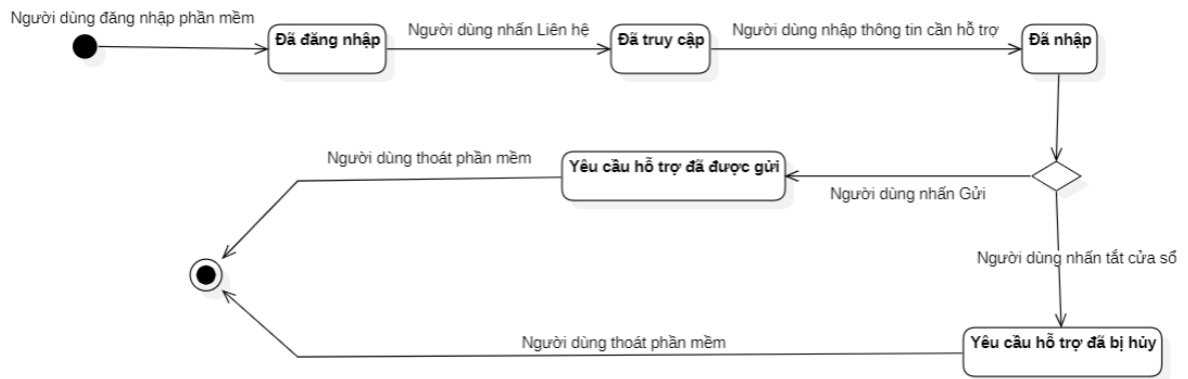 Người dùng đăng nhập phần mềm
Đã đăng nhập
Người dùng nhấn Liên hệ
Đã truy cập
Người dùng nhập thông tin cần hỗ trợ
Đã nhập
Người dùng thoát phần mềm
Yêu cầu hỗ trợ đã được gửi
Người dùng nhấn Gửi
Người dùng nhấn tắt cửa sổ
Người dùng thoát phần mềm
Yêu cầu hỗ trợ đã bị hủy